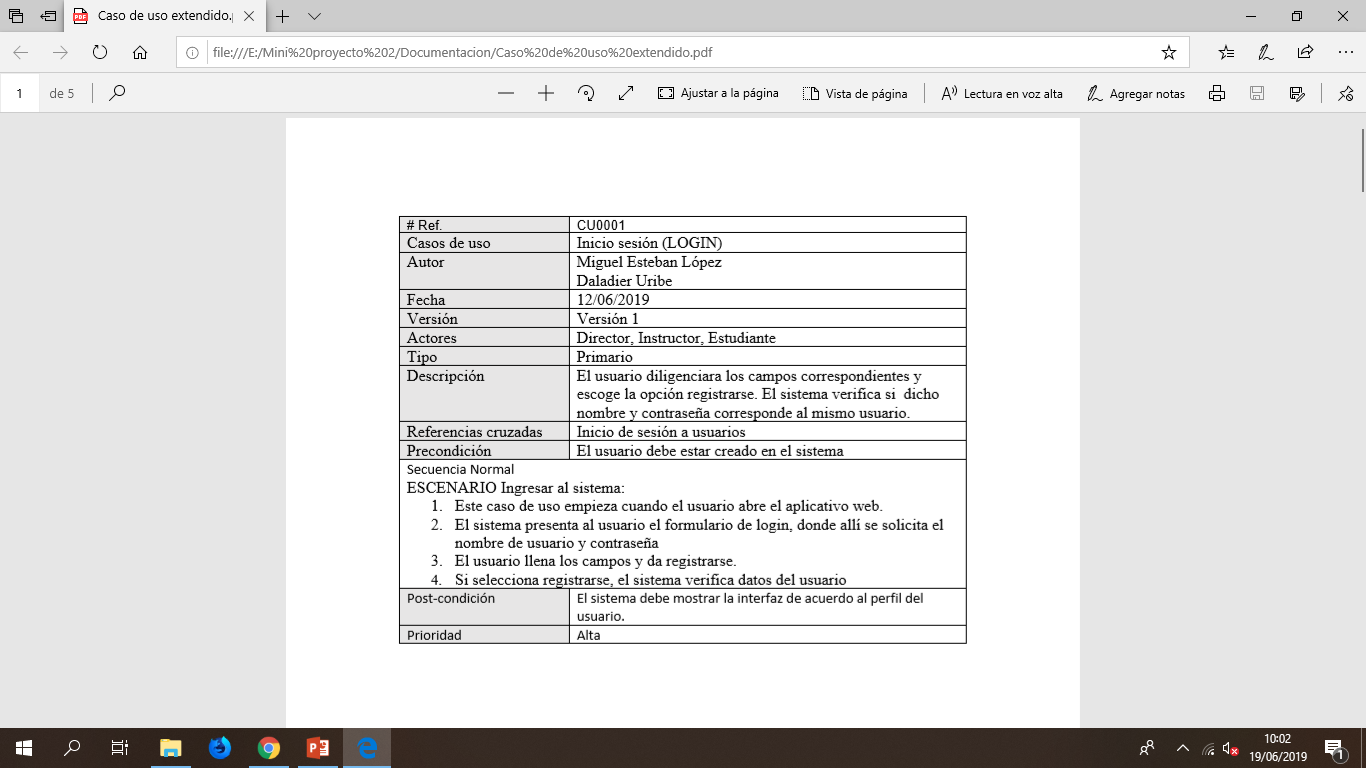 Caso de uso extendido.
file:///E:/Mini%20proyecto%202/Documentacion/Caso%20de%20uso%20extendido.pdf
1 de 5 Ajustar a la página Vista de página Lectura en voz alta Agregar notas
# Ref. CU0001
Casos de uso Inicio sesión (LOGIN)
Autor Miguel Esteban López
Daladier Uribe
Fecha 12/06/2019
Versión Versión 1
Actores Director, Instructor, Estudiante
Tipo Primario
Descripción El usuario diligenciara los campos correspondientes y
escoge la opción registrarse. El sistema verifica si dicho
nombre y contraseña corresponde al mismo usuario.
Referencias cruzadas Inicio de sesión a usuarios
Precondición El usuario debe estar creado en el sistema
Secuencia Normal
ESCENARIO Ingresar al sistema:
1. Este caso de uso empieza cuando el usuario abre el aplicativo web.
2. El sistema presenta al usuario el formulario de login, donde allí se solicita el
nombre de usuario y contraseña
3. El usuario llena los campos y da registrarse.
4. Si selecciona registrarse, el sistema verifica datos del usuario
Post-condición El sistema debe mostrar la interfaz de acuerdo al perfil del
usuario.
Prioridad Alta
10:02
19/06/2019
1